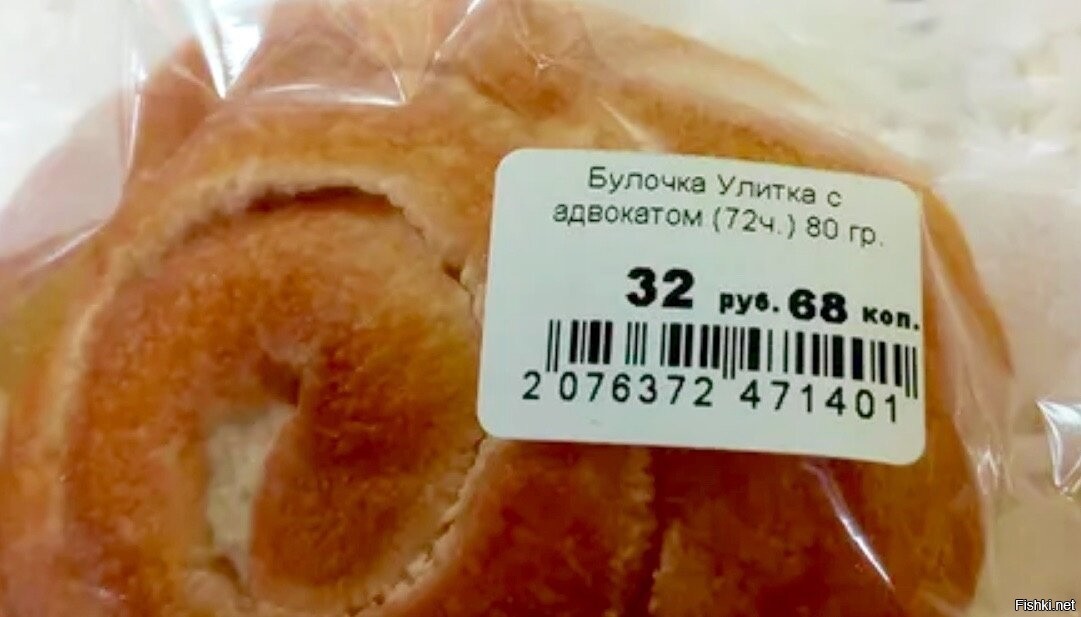 Булочка Улитка с
адвокатом (72ч.) 80 гр.
32 руб. 68 коп.
2 076372 471401
Fishki.net